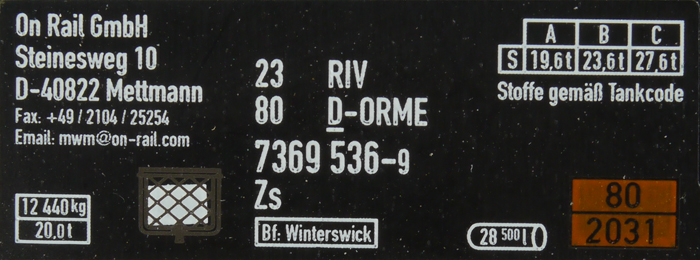 On Rail GmbH
Steinesweg 10
D-40822 Mettmann
Fax: +49 / 2104 / 25254
Email: mwm@on-rail.com
12 440 kg
20,0 t
23 RIV
80 D-ORME
7369 536-9
Zs
Bf: Winterswick
A B C
S 19,6t 23,6t 27,6t
Stoffe gemäß Tankcode
28 500 l
80
2031